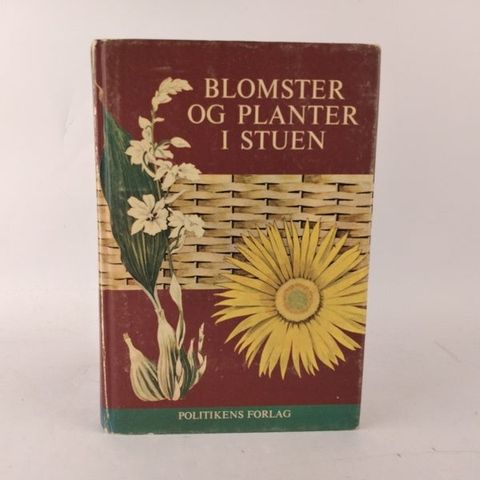 BLOMSTER
OG PLANTER
I STUEN
POLITIKENS FORLAG